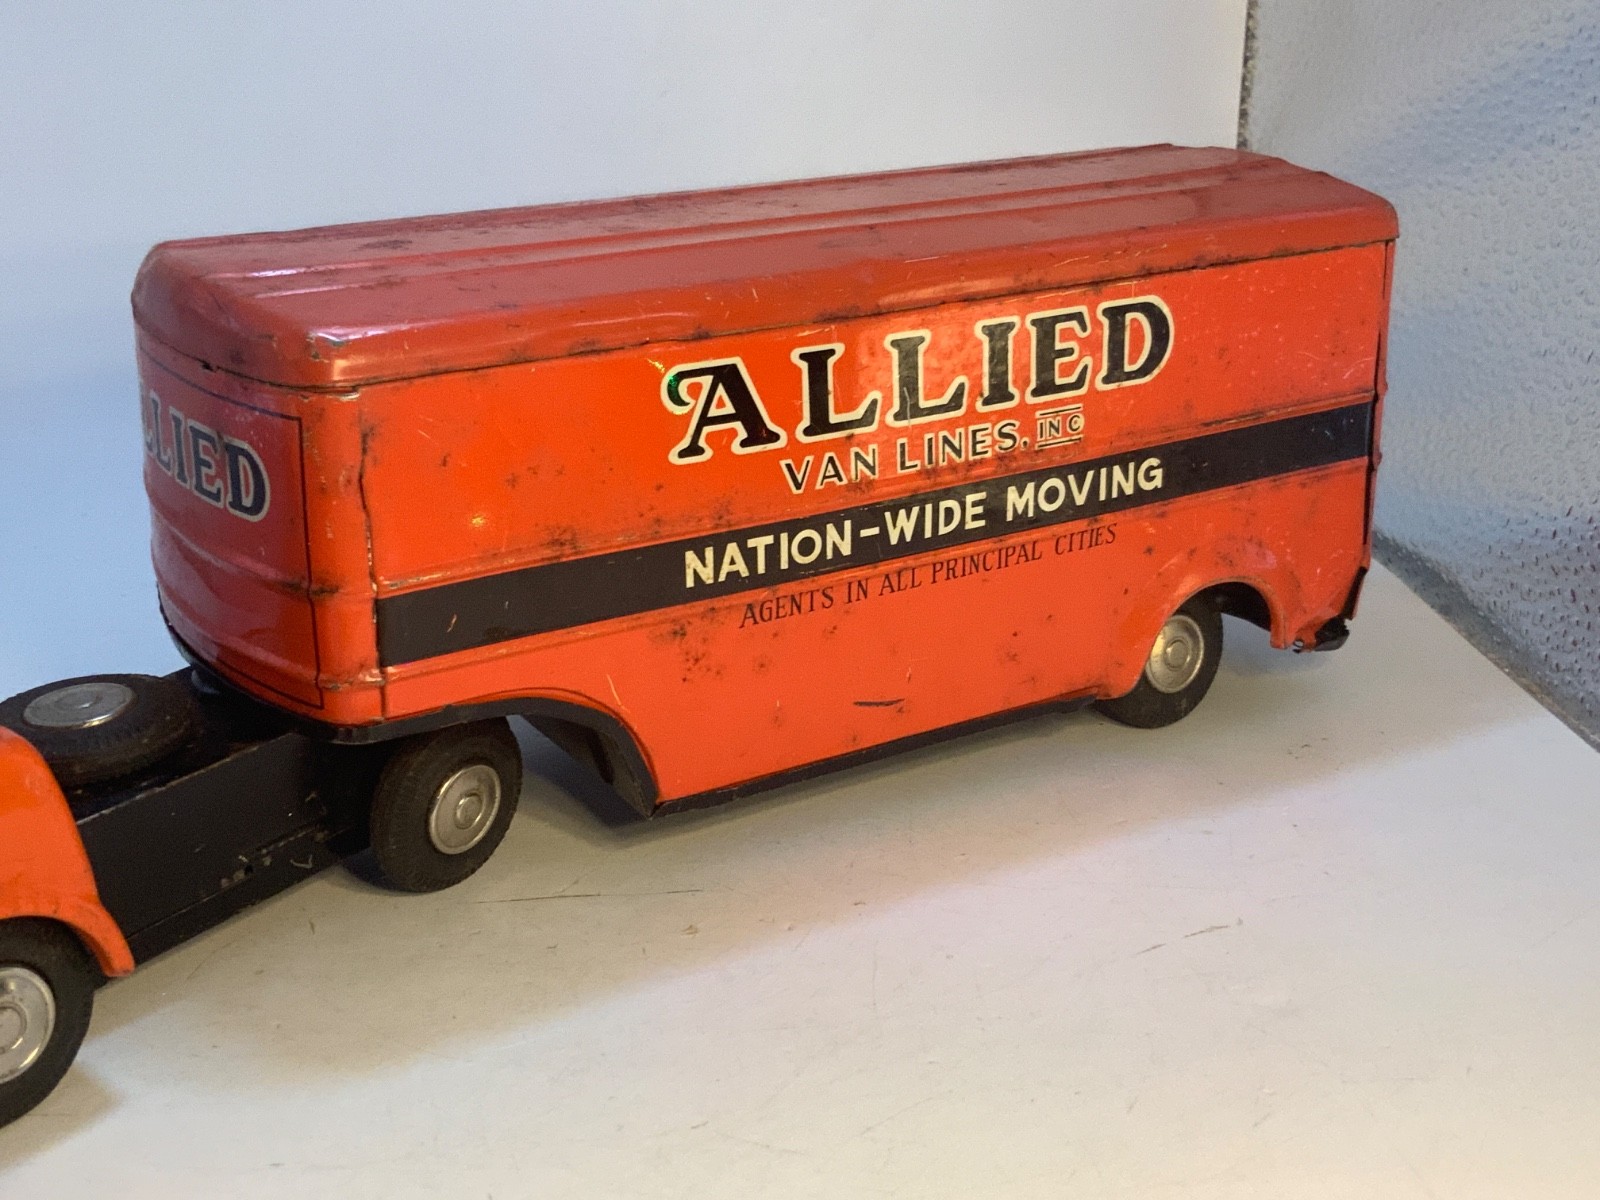 LLIED
ALLIED
VAN LINES, INC
NATION-WIDE MOVING
AGENTS IN ALL PRINCIPAL CITIES